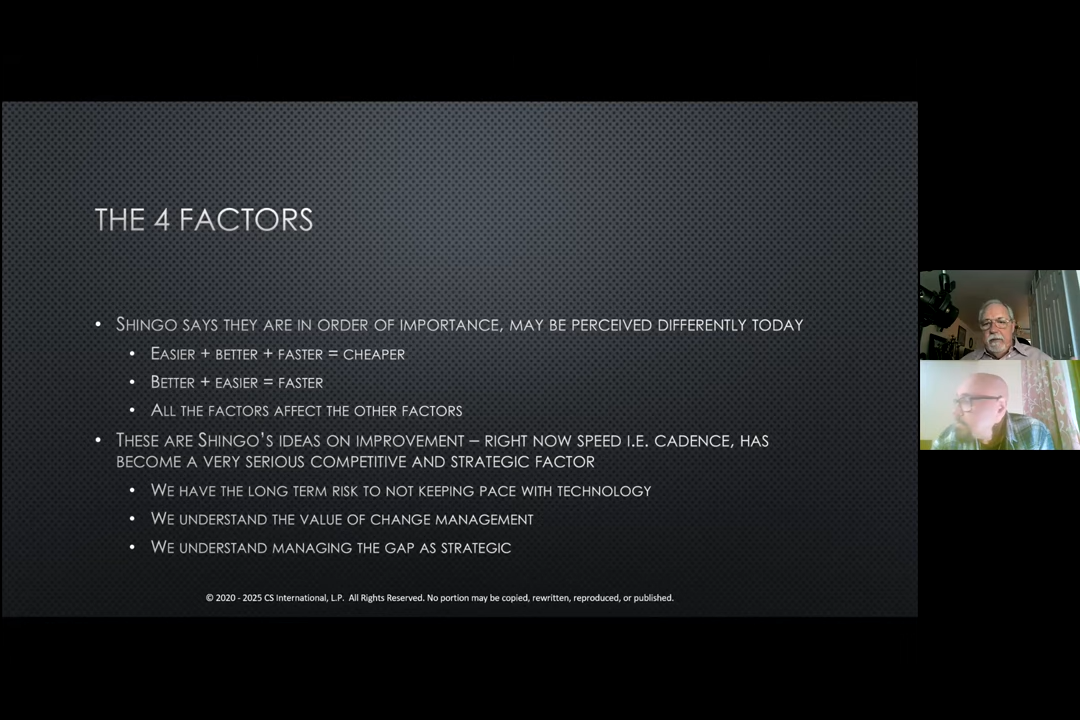 THE 4 FACTORS
• SHINGO SAYS THEY ARE IN ORDER OF IMPORTANCE, MAY BE PERCEIVED DIFFERENTLY TODAY
• EASIER + BETTER + FASTER = CHEAPER
• BETTER + EASIER = FASTER
• ALL THE FACTORS AFFECT THE OTHER FACTORS
• THESE ARE SHINGO'S IDEAS ON IMPROVEMENT – RIGHT NOW SPEED I.E. CADENCE, HAS
BECOME A VERY SERIOUS COMPETITIVE AND STRATEGIC FACTOR
• WE HAVE THE LONG TERM RISK TO NOT KEEPING PACE WITH TECHNOLOGY
• WE UNDERSTAND THE VALUE OF CHANGE MANAGEMENT
• WE UNDERSTAND MANAGING THE GAP AS STRATEGIC
© 2020 - 2025 CS International, L.P. All Rights Reserved. No portion may be copied, rewritten, reproduced, or published.